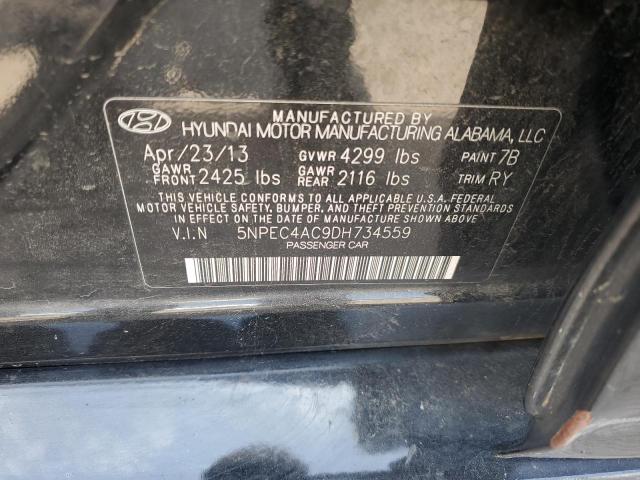 MANUFACTURED BY
HYUNDAI MOTOR MANUFACTURING ALABAMA, LLC
Apr/23/13 GVWR 4299 lbs PAINT 7B
GAWR FRONT 2425 lbs GAWR REAR 2116 lbs TRIM RY
THIS VEHICLE CONFORMS TO ALL APPLICABLE U.S.A. FEDERAL
MOTOR VEHICLE SAFETY, BUMPER, AND THEFT PREVENTION STANDARDS
IN EFFECT ON THE DATE OF MANUFACTURE SHOWN ABOVE.
V.I.N 5NPEC4AC9DH734559
PASSENGER CAR